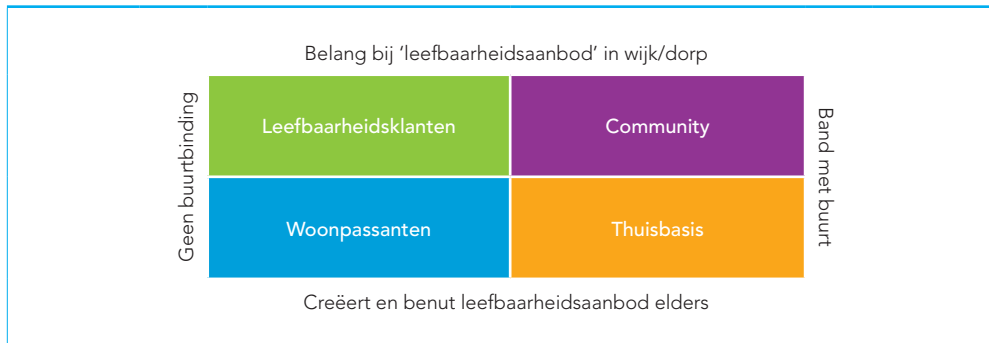 Belang bij ‘leefbaarheidsaanbod’ in wijk/dorp
Geen buurtbinding
Leefbaarheidsklanten
Community
Band met buurt
Woonpassanten
Thuisbasis
Creëert en benut leefbaarheidsaanbod elders